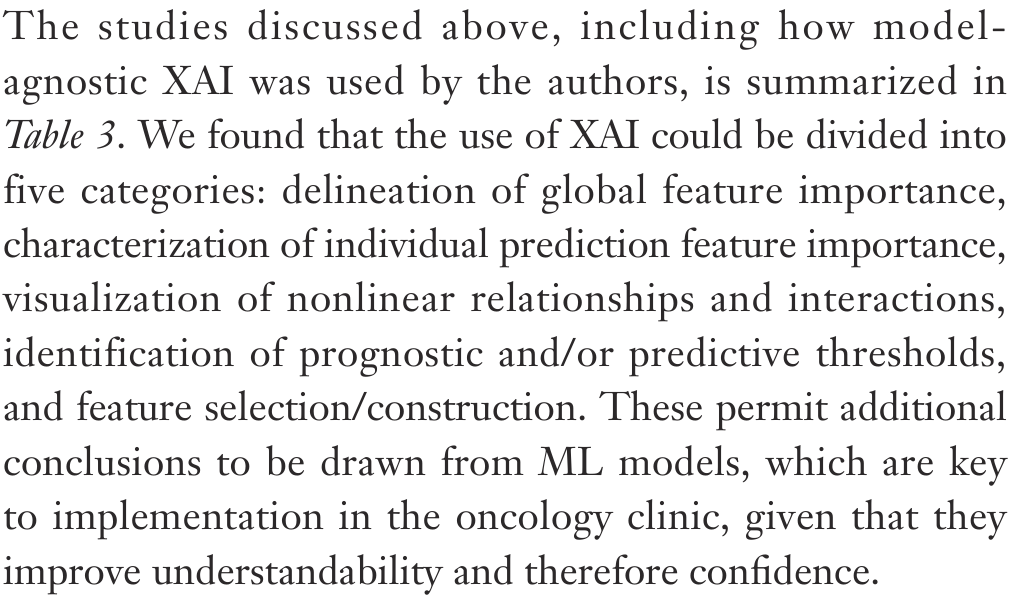 The studies discussed above, including how model-
agnostic XAI was used by the authors, is summarized in
Table 3. We found that the use of XAI could be divided into
five categories: delineation of global feature importance,
characterization of individual prediction feature importance,
visualization of nonlinear relationships and interactions,
identification of prognostic and/or predictive thresholds,
and feature selection/construction. These permit additional
conclusions to be drawn from ML models, which are key
to implementation in the oncology clinic, given that they
improve understandability and therefore confidence.